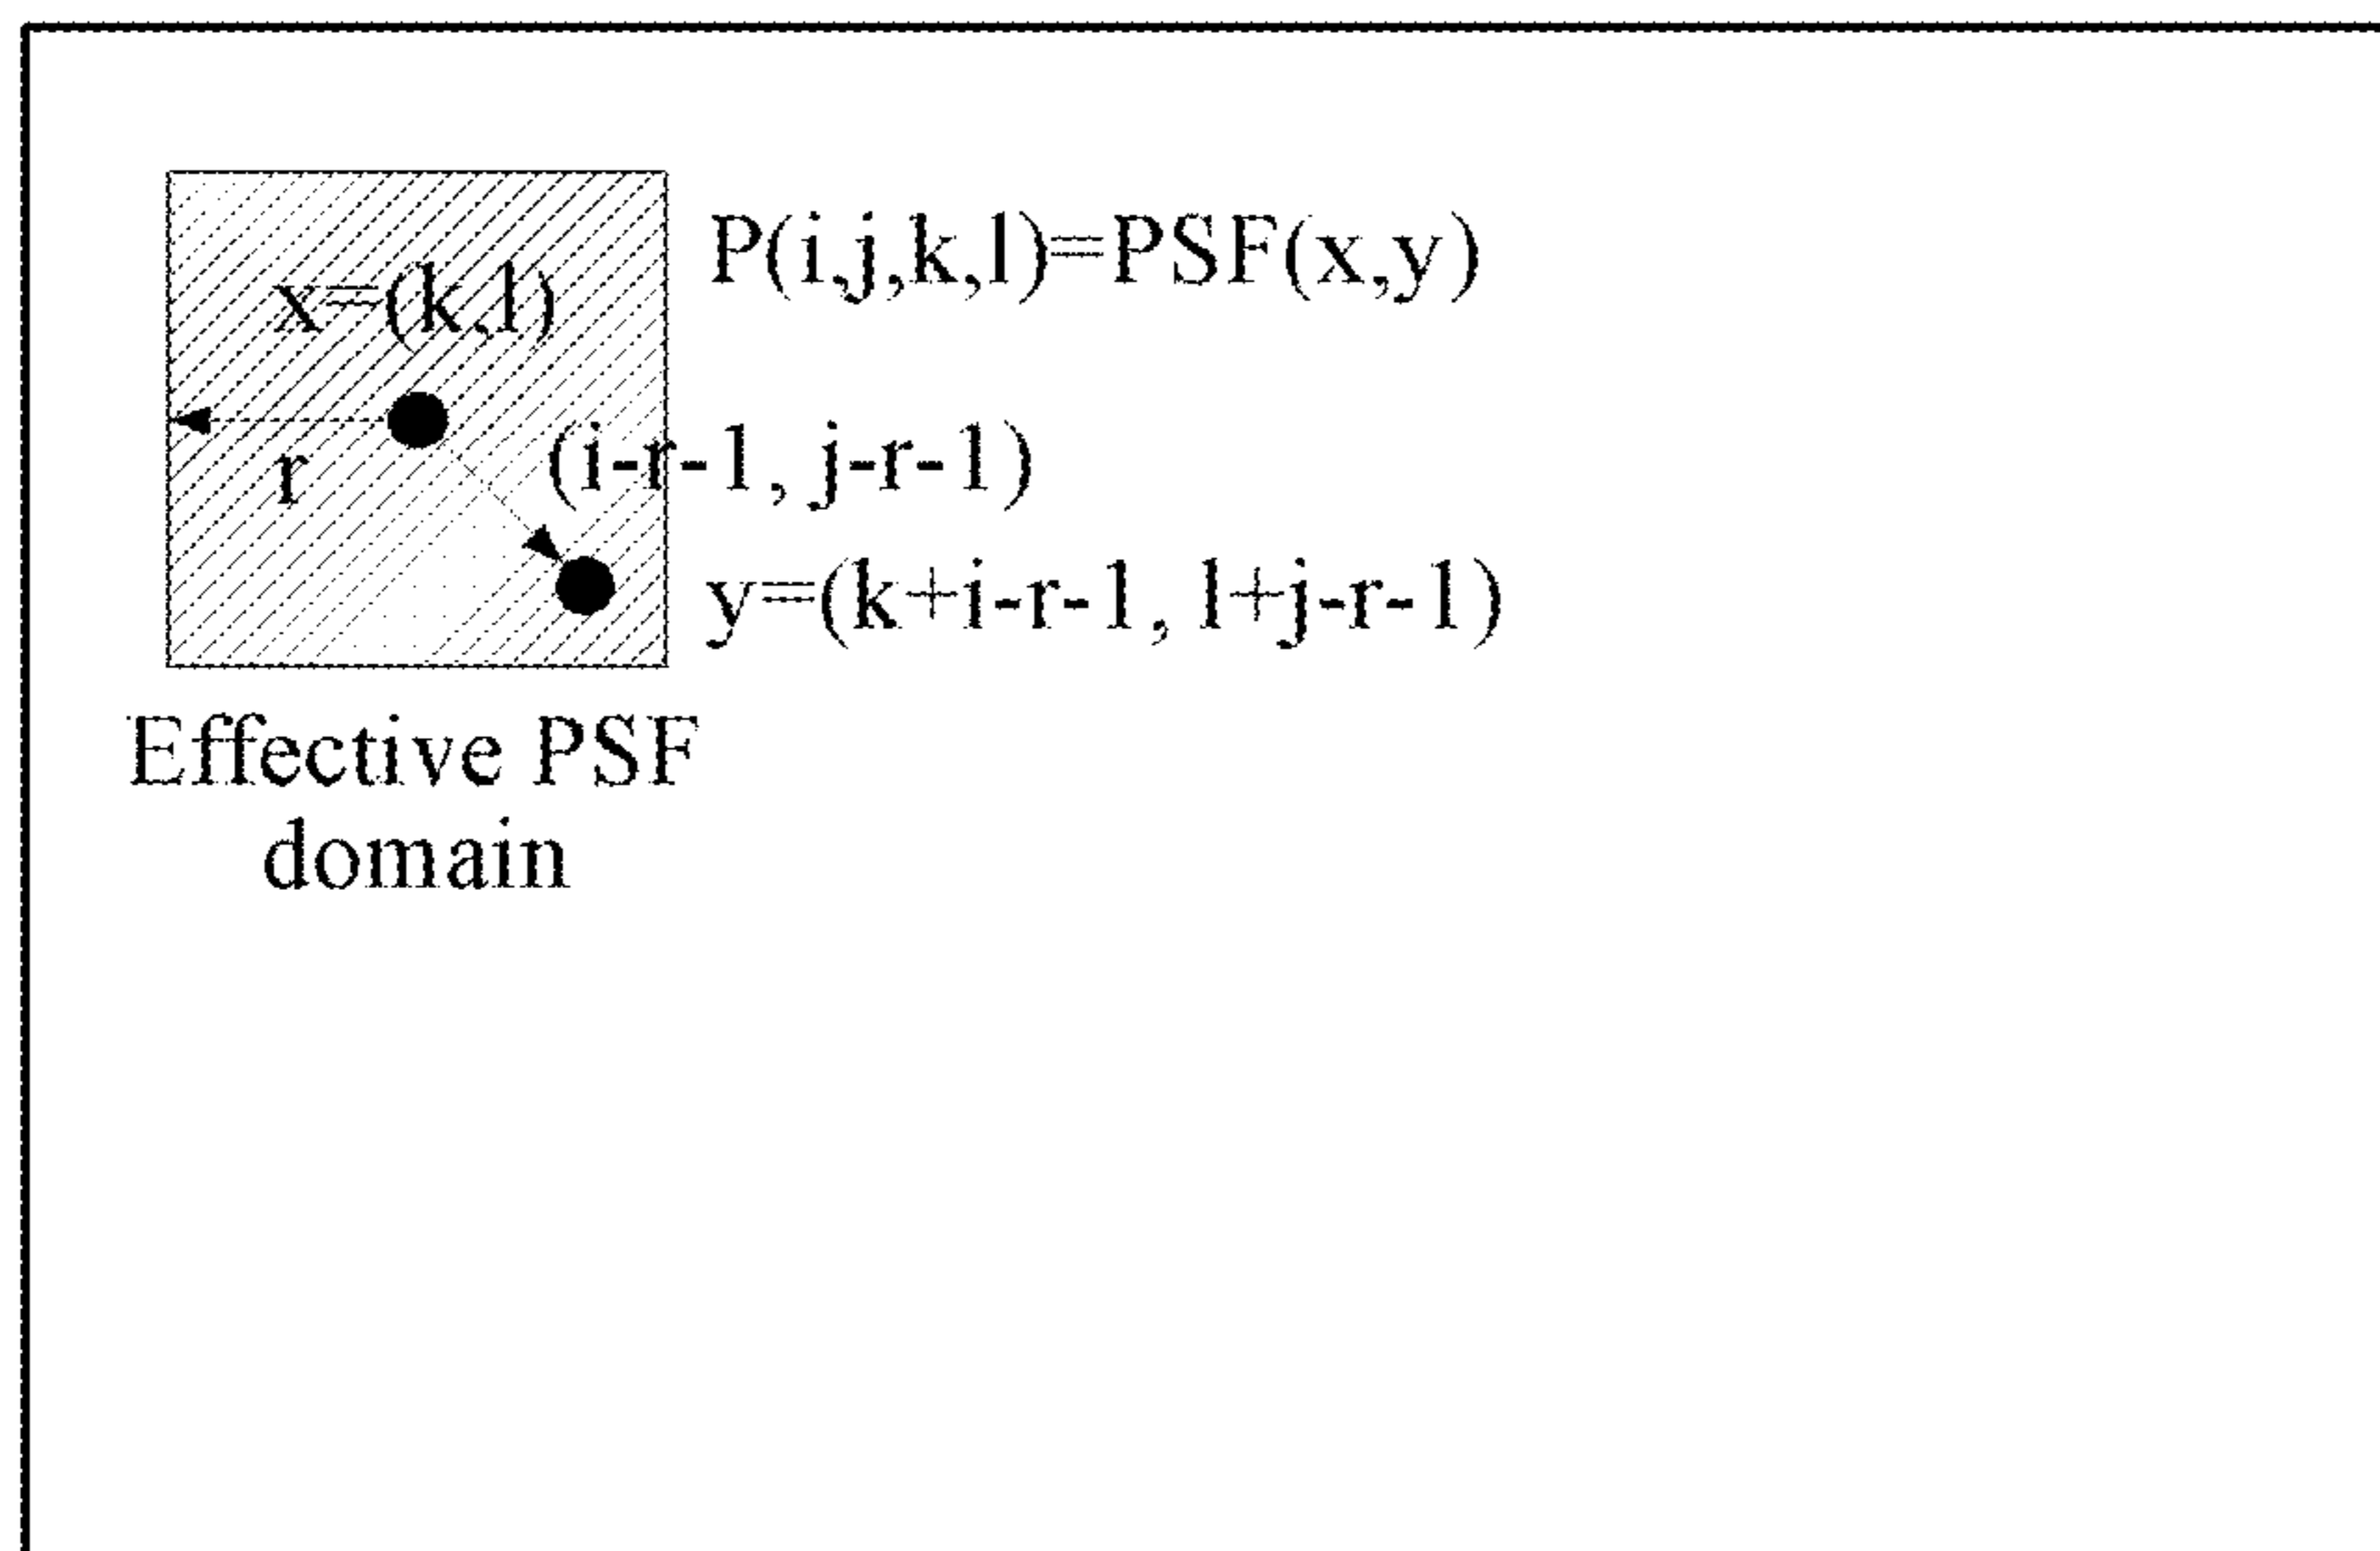 P(i,j,k,l)=PSF(x,y)
x=(k,l)
(i-r-1, j-r-1)
r
y=(k+i-r-1, l+j-r-1)
Effective PSF
domain